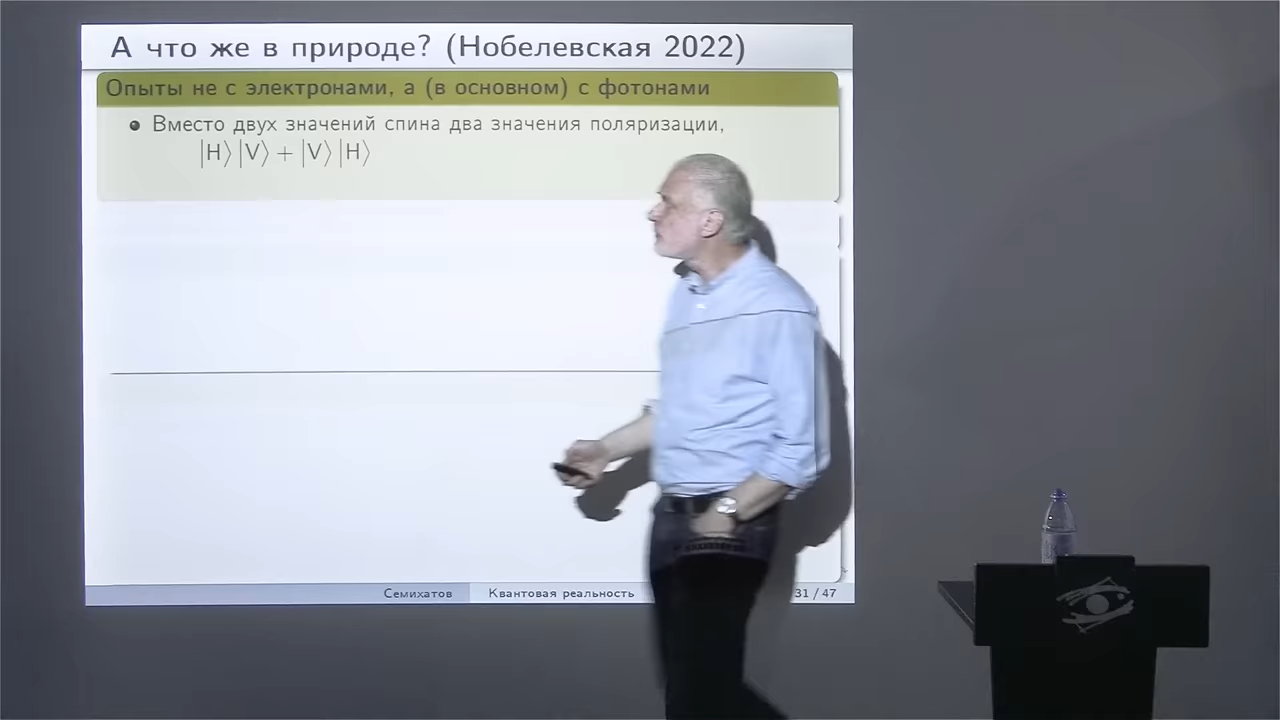 А что же в природе? (Нобелевская 2022)
Опыты не с электронами, а (в основном) с фотонами
● Вместо двух значений спина два значения поляризации,
|H⟩|V⟩ + |V⟩|H⟩
Семихатов Квантовая реальность 31 / 47